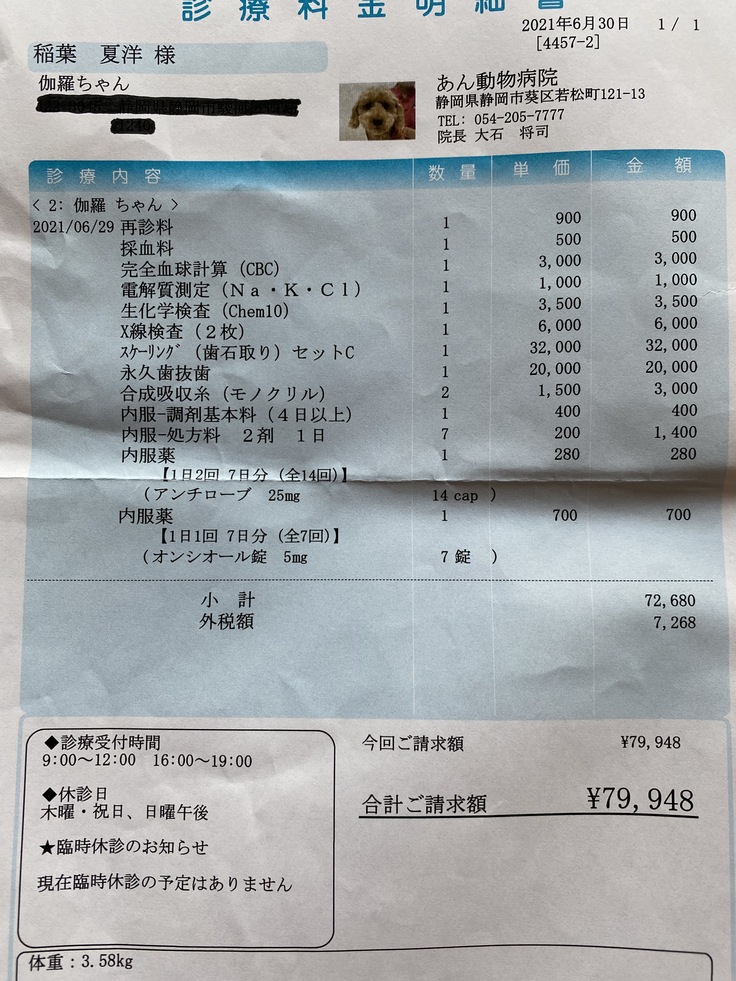 診療料金明細書
2021年6月30日 1/ 1
[4457-2]
稲葉 夏洋 様
伽羅ちゃん
あん動物病院
静岡県静岡市葵区若松町121-13
TEL: 054-205-7777
院長 大石 将司
診療内容 数量 単価 金額
< 2: 伽羅 ちゃん >
2021/06/29 再診料 1 900 900
採血料 1 500 500
完全血球計算 (CBC) 1 3,000 3,000
電解質測定(Na・K・Cl) 1 1,000 1,000
生化学検査 (Chem10) 1 3,500 3,500
X線検査(2枚) 1 6,000 6,000
ｽｹｰﾘﾝｸﾞ(歯石取り)セットC 1 32,000 32,000
永久歯抜歯 1 20,000 20,000
合成吸収糸(モノクリル) 2 1,500 3,000
内服-調剤基本料(4日以上) 1 400 400
内服-処方料 2剤 1日 7 200 1,400
内服薬 1 280 280
【1日2回 7日分(全14回)】
(アンチローブ 25mg 14 cap )
内服薬 1 700 700
【1日1回 7日分(全7回)】
(オンシオール錠 5mg 7 錠 )
小 計 72,680
外税額 7,268
◆診療受付時間
9:00〜12:00 16:00〜19:00
◆休診日
木曜・祝日、日曜午後
★臨時休診のお知らせ
現在臨時休診の予定はありません
今回ご請求額 ¥79,948
合計ご請求額 ¥79,948
体重:3.58kg